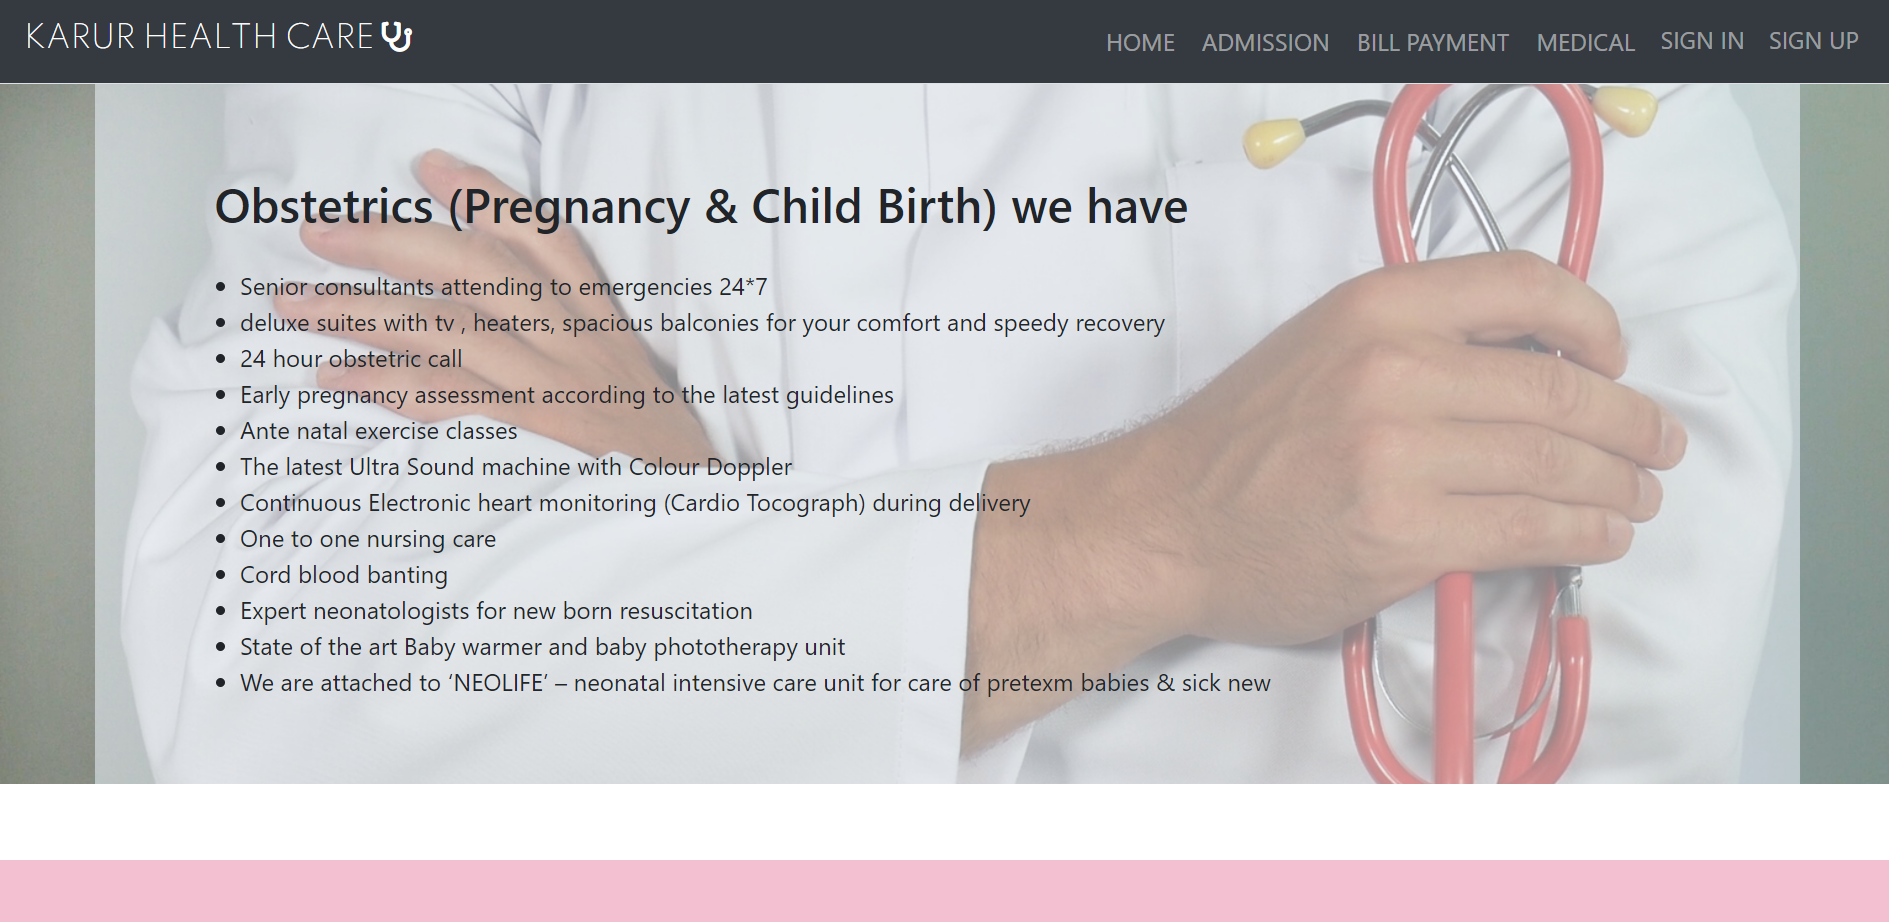 KARUR HEALTH CARE
HOME ADMISSION BILL PAYMENT MEDICAL SIGN IN SIGN UP
Obstetrics (Pregnancy & Child Birth) we have
• Senior consultants attending to emergencies 24*7
• deluxe suites with tv , heaters, spacious balconies for your comfort and speedy recovery
• 24 hour obstetric call
• Early pregnancy assessment according to the latest guidelines
• Ante natal exercise classes
• The latest Ultra Sound machine with Colour Doppler
• Continuous Electronic heart monitoring (Cardio Tocograph) during delivery
• One to one nursing care
• Cord blood banting
• Expert neonatologists for new born resuscitation
• State of the art Baby warmer and baby phototherapy unit
• We are attached to ‘NEOLIFE’ – neonatal intensive care unit for care of pretexm babies & sick new